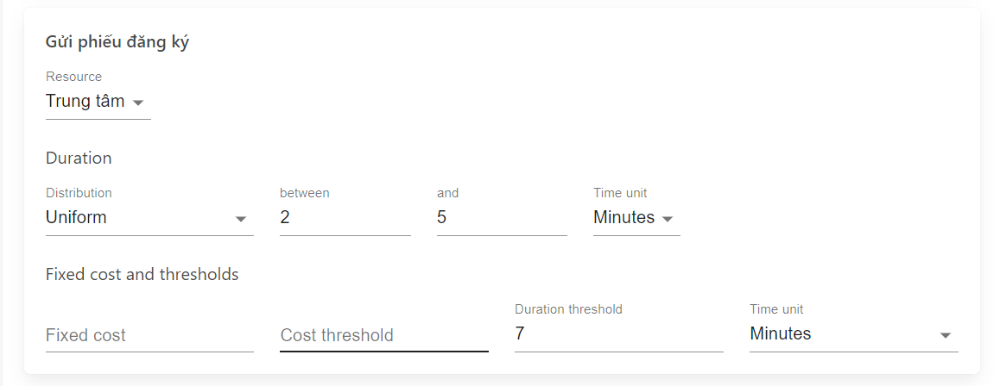 Gửi phiếu đăng ký
Resource
Trung tâm
Duration
Distribution between and Time unit
Uniform 2 5 Minutes
Fixed cost and thresholds
Duration threshold Time unit
Fixed cost Cost threshold 7 Minutes